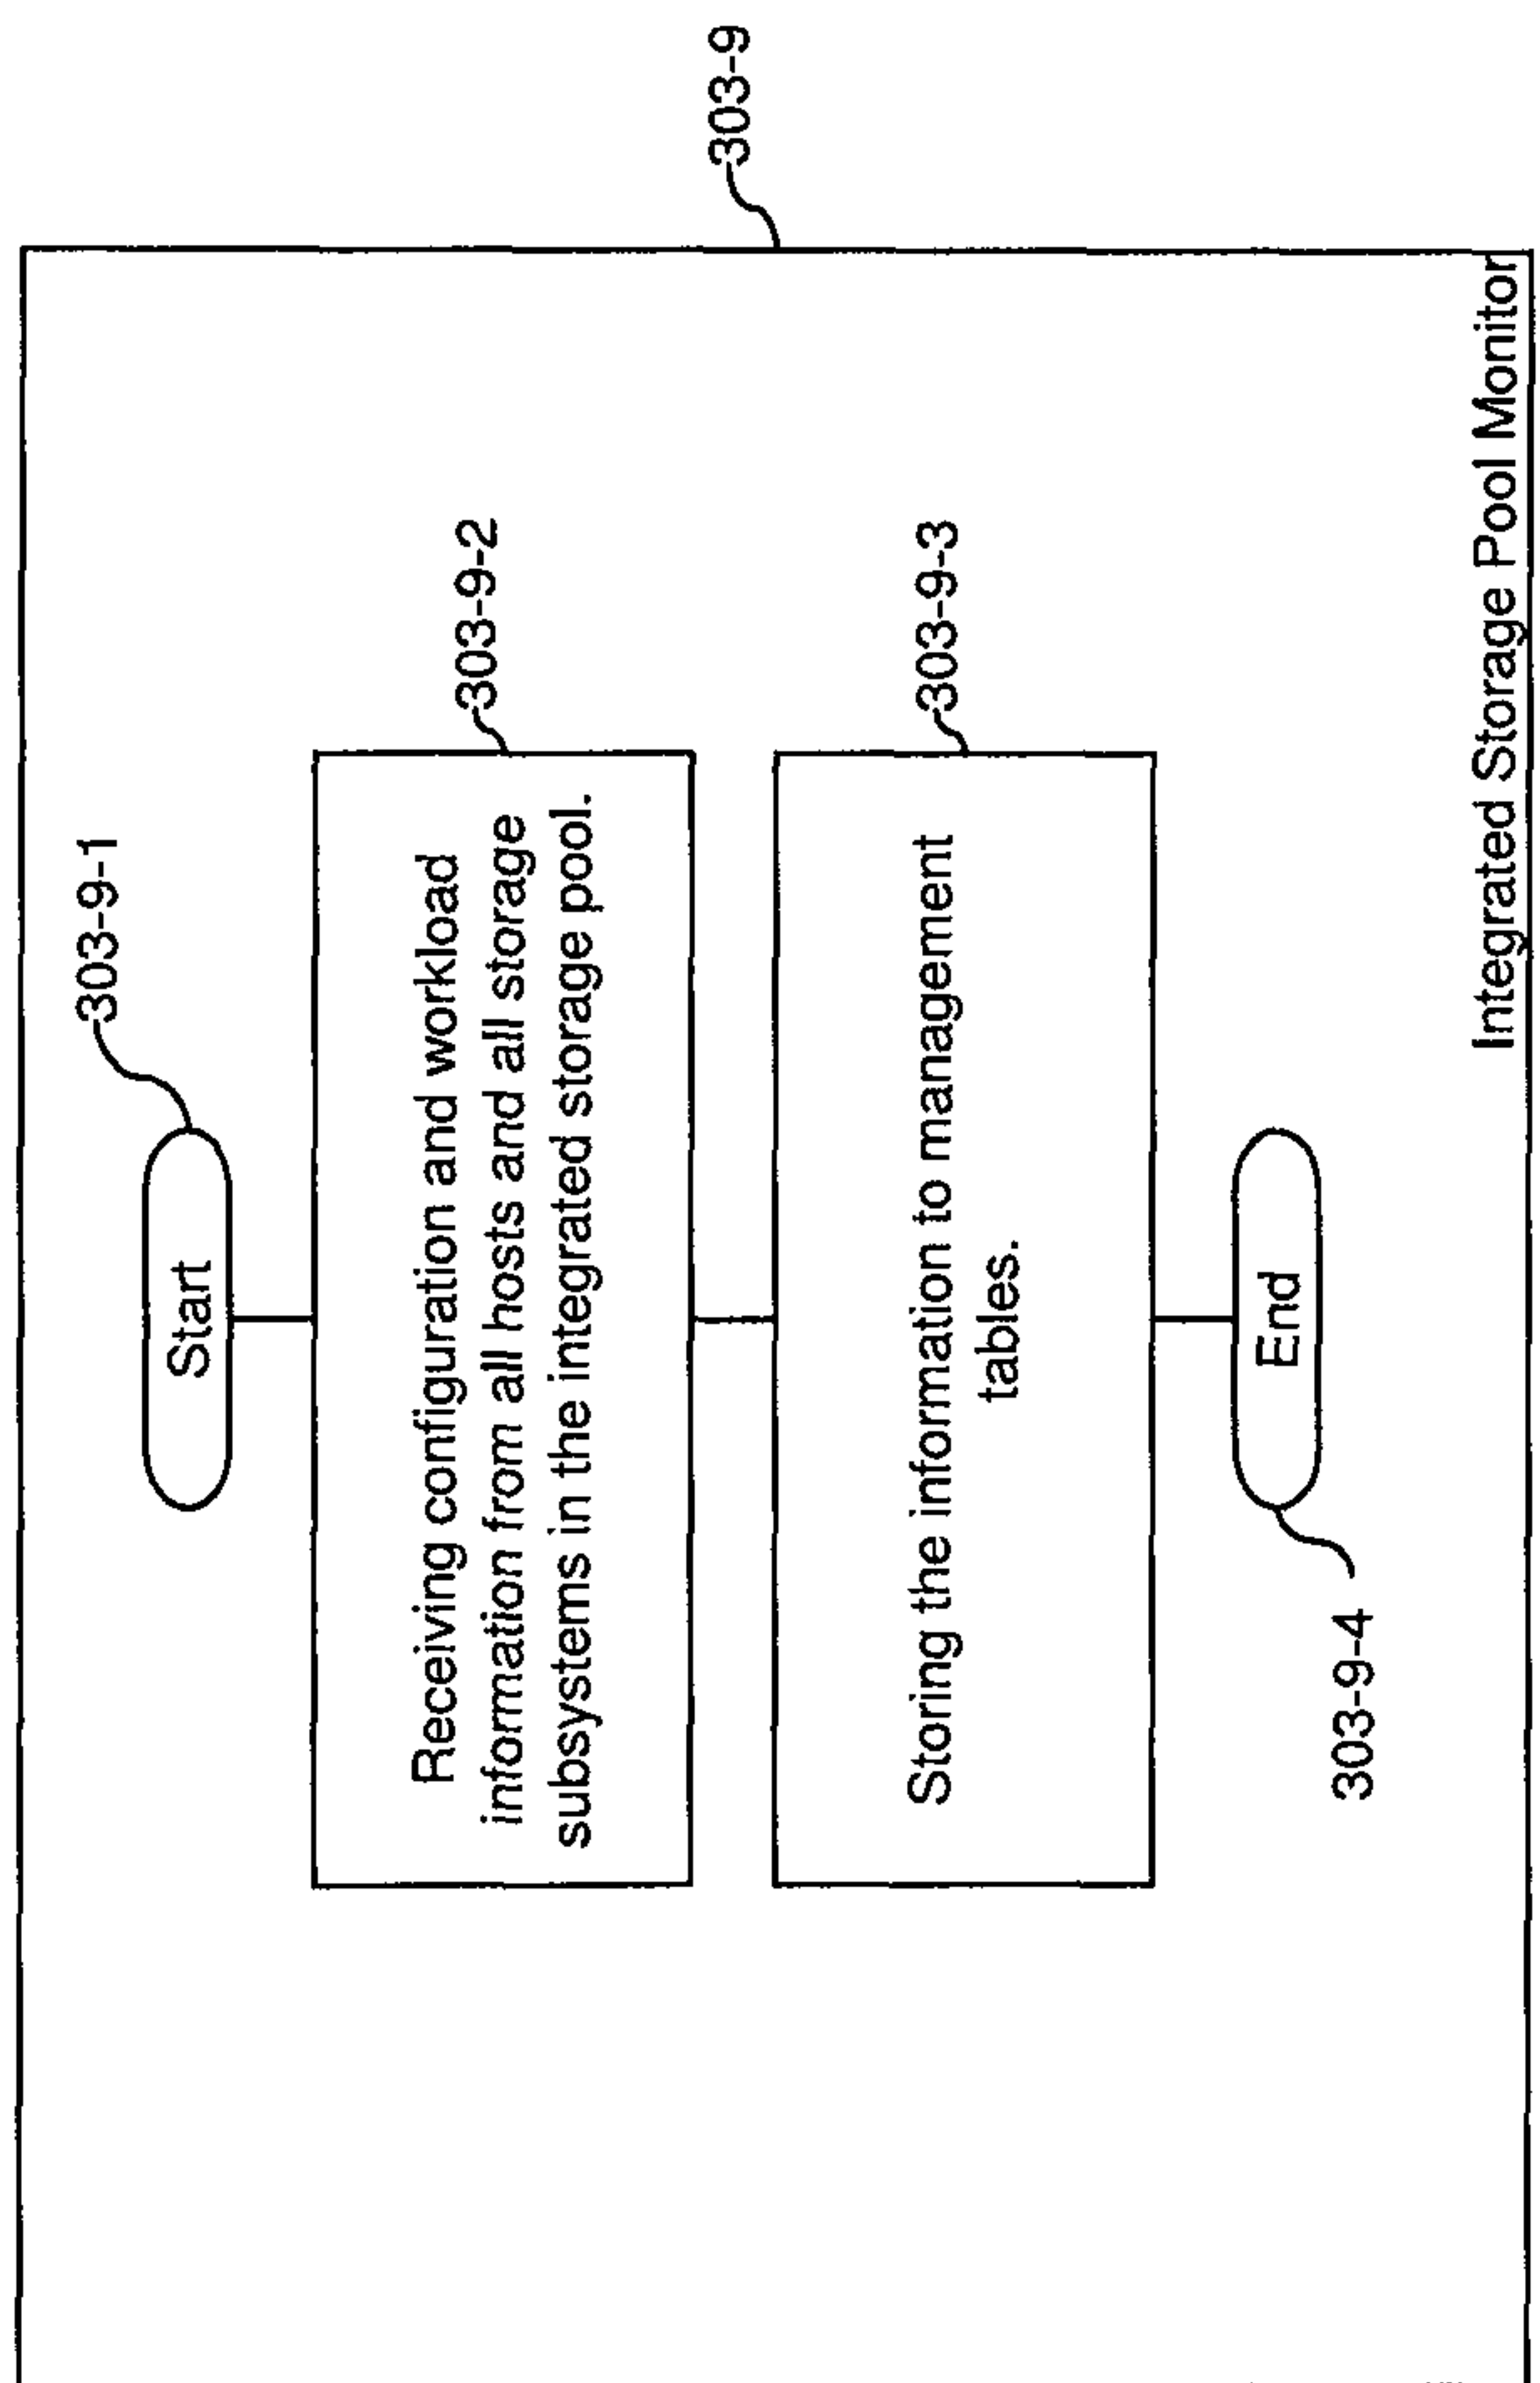 303-9-1
Start
303-9-2
Receiving configuration and workload
information from all hosts and all storage
subsystems in the integrated storage pool.
303-9
303-9-3
Storing the information to management
tables.
End
303-9-4
Integrated Storage Pool Monitor